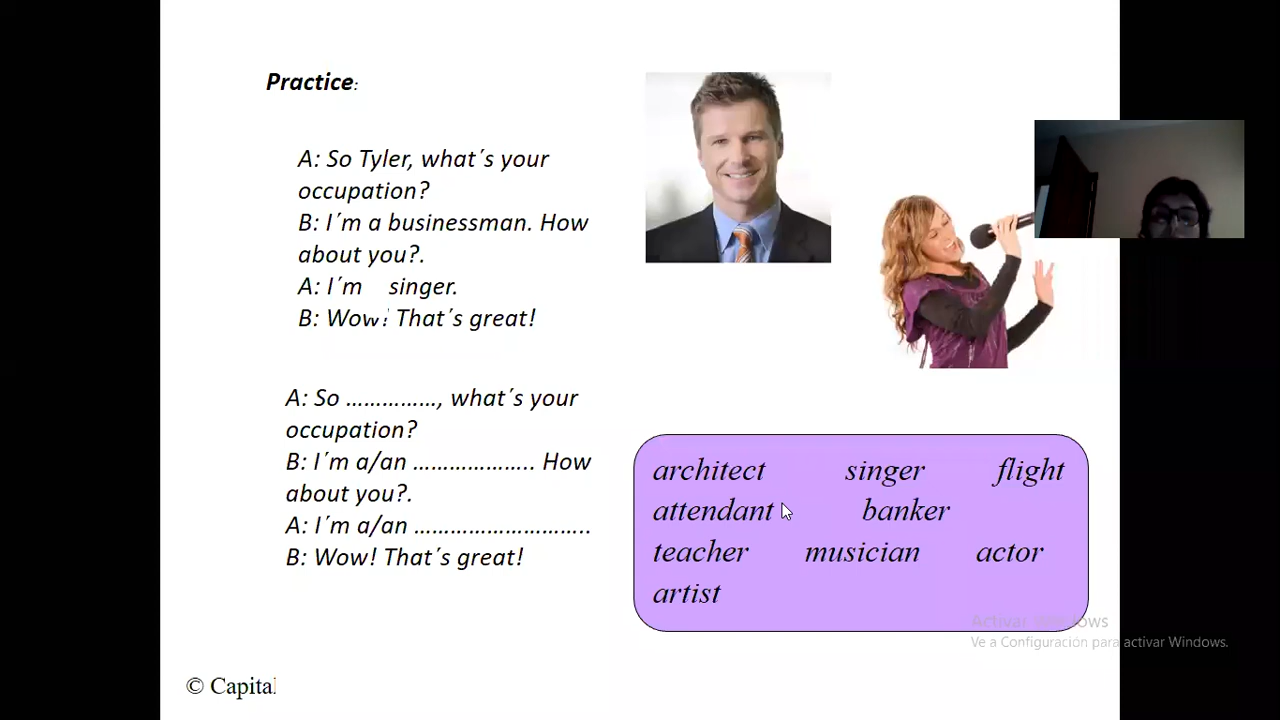 Practice:
A: So Tyler, what´s your
occupation?
B: I´m a businessman. How
about you?.
A: I´m singer.
B: Wow! That´s great!
A: So ……………, what´s your
occupation?
B: I´m a/an ……………….. How
about you?.
A: I´m a/an ………………………..
B: Wow! That´s great!
architect singer flight
attendant banker
teacher musician actor
artist
Activar Windows
Ve a Configuración para activar Windows.
© Capital